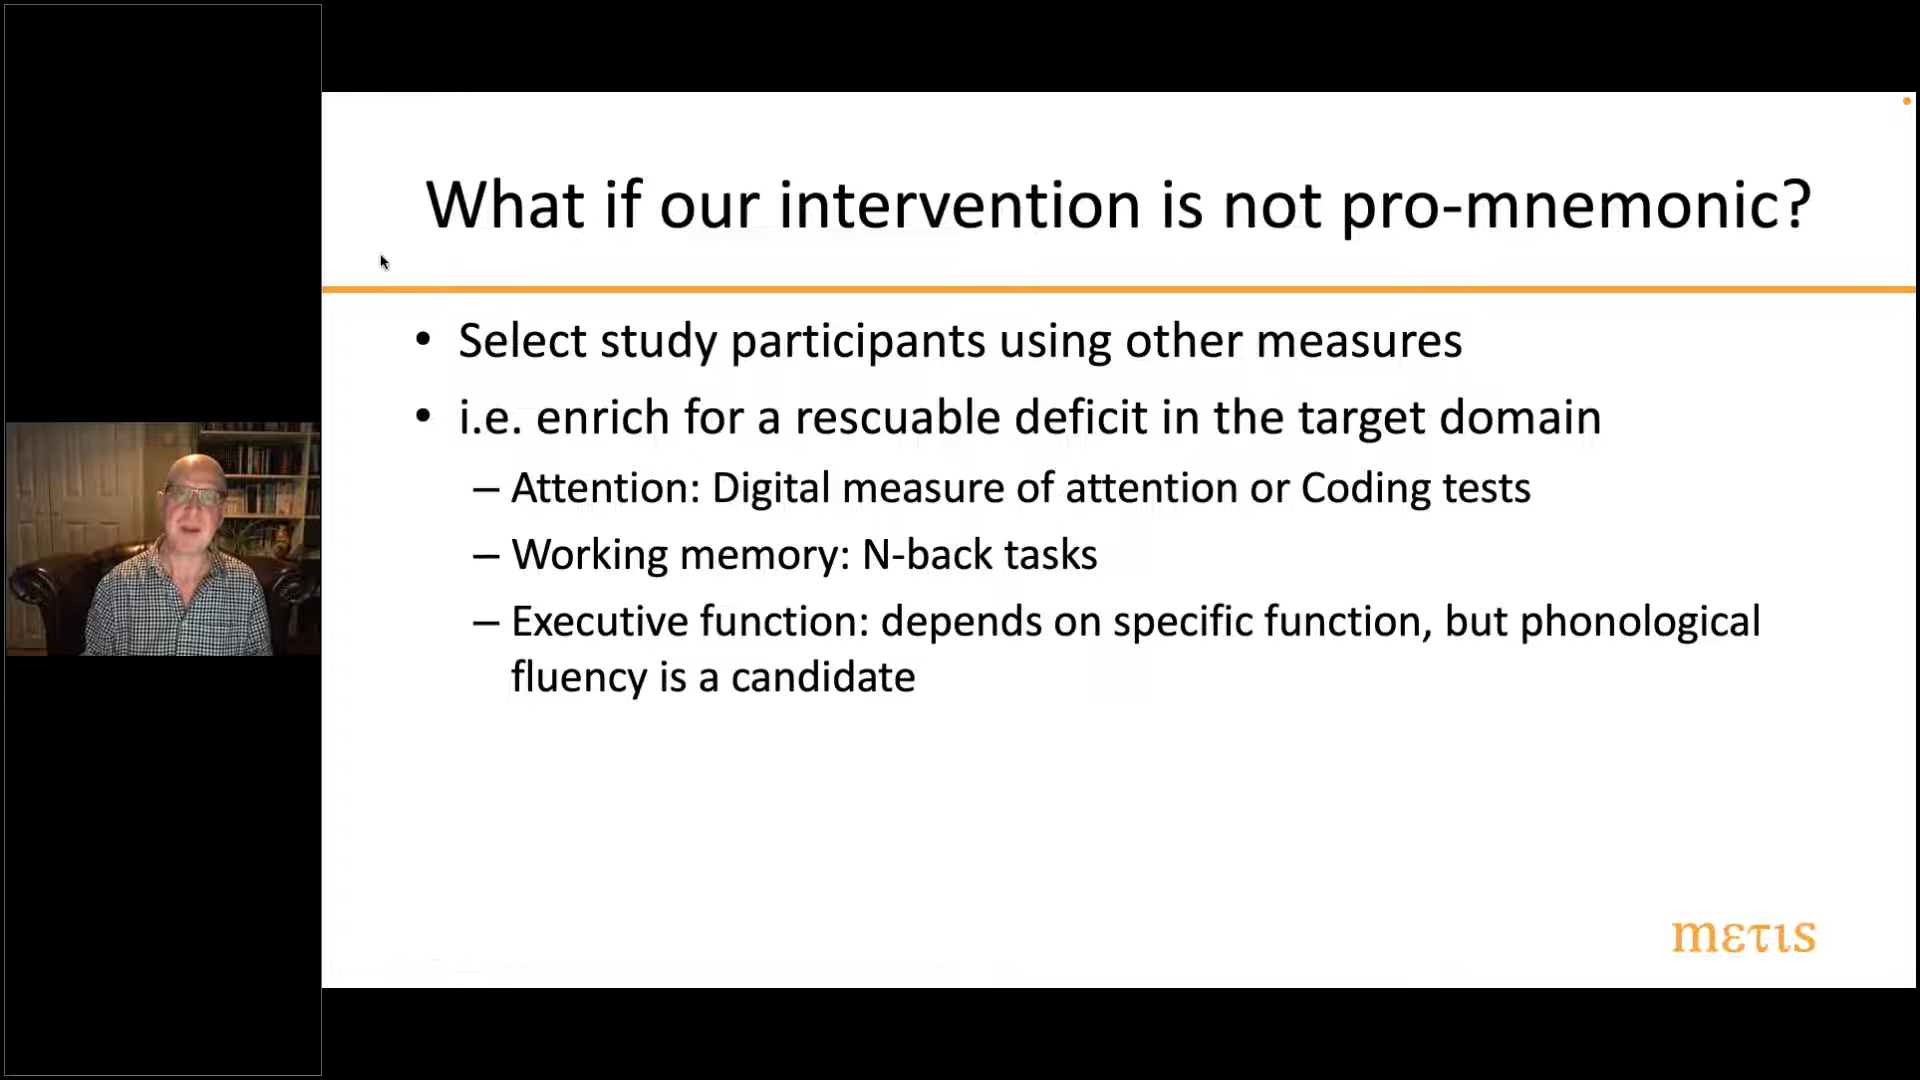 What if our intervention is not pro-mnemonic?
• Select study participants using other measures
• i.e. enrich for a rescuable deficit in the target domain
– Attention: Digital measure of attention or Coding tests
– Working memory: N-back tasks
– Executive function: depends on specific function, but phonological
fluency is a candidate
mετιs